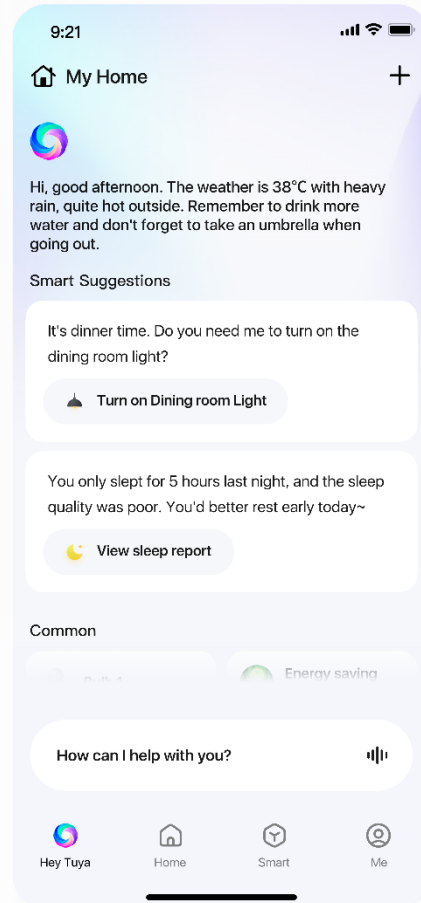 9:21
My Home
Hi, good afternoon. The weather is 38°C with heavy
rain, quite hot outside. Remember to drink more
water and don't forget to take an umbrella when
going out.
Smart Suggestions
It's dinner time. Do you need me to turn on the
dining room light?
Turn on Dining room Light
You only slept for 5 hours last night, and the sleep
quality was poor. You'd better rest early today~
View sleep report
Common
Energy saving
How can I help with you?
Hey Tuya
Home
Smart
Me